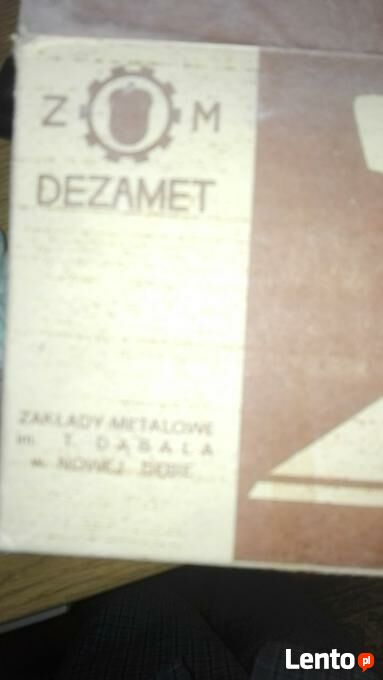 Z M
DEZAMET
ZAKŁADY METALOWE
im. T. DĄBALA
w NOWEJ DĘBIE
Lento pl